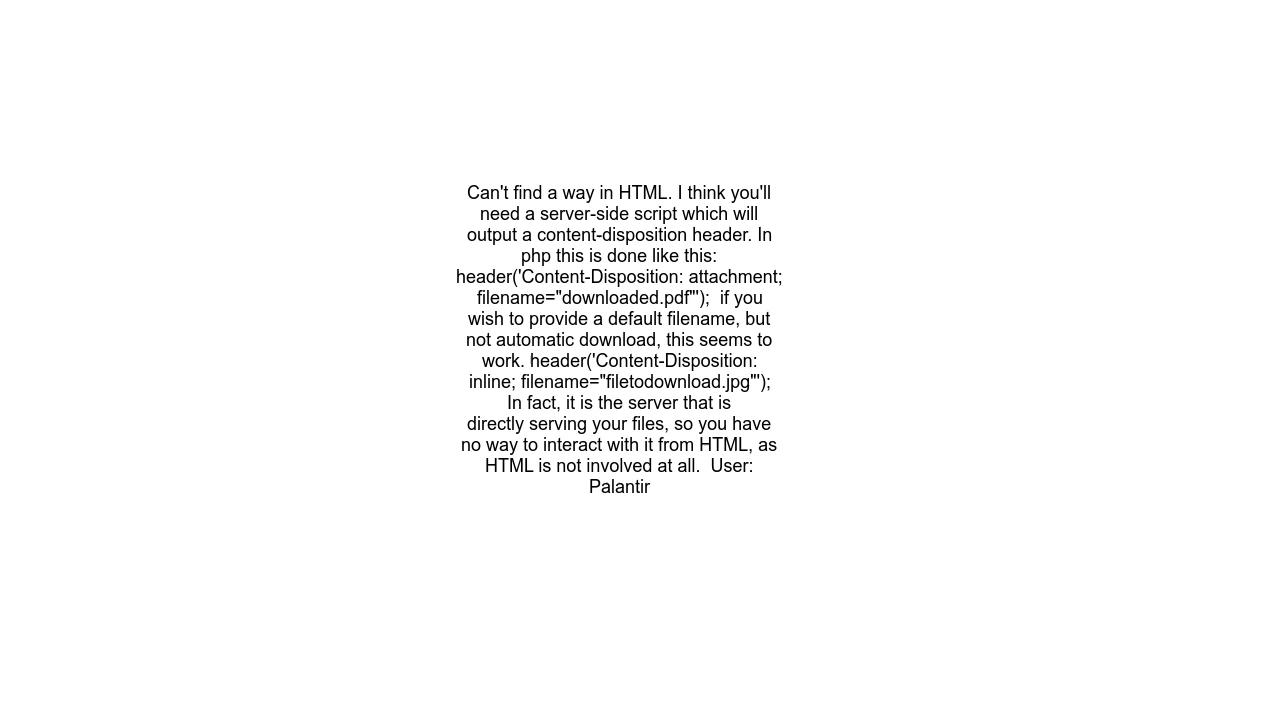 Can't find a way in HTML. I think you'll
need a server-side script which will
output a content-disposition header. In
php this is done like this:
header('Content-Disposition: attachment;
filename="downloaded.pdf"');  if you
wish to provide a default filename, but
not automatic download, this seems to
work. header('Content-Disposition:
inline; filename="filetodownload.jpg"');
In fact, it is the server that is
directly serving your files, so you have
no way to interact with it from HTML, as
HTML is not involved at all.  User:
Palantir